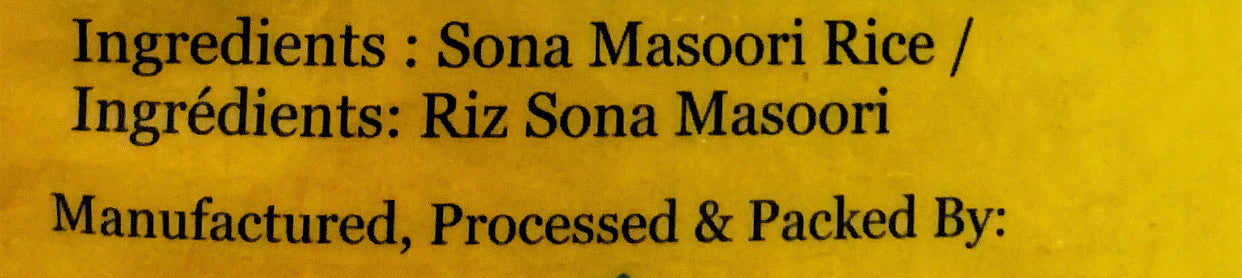 Ingredients : Sona Masoori Rice /
Ingrédients: Riz Sona Masoori
Manufactured, Processed & Packed By: